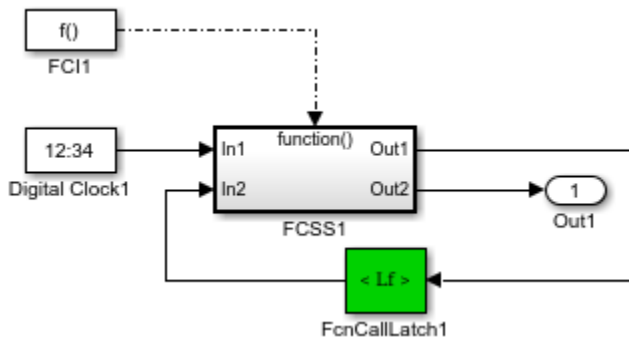 f()
FCI1
function()
12:34
In1
Out1
Digital Clock1
In2
Out2
1
FCSS1
Out1
< Lf >
FcnCallLatch1